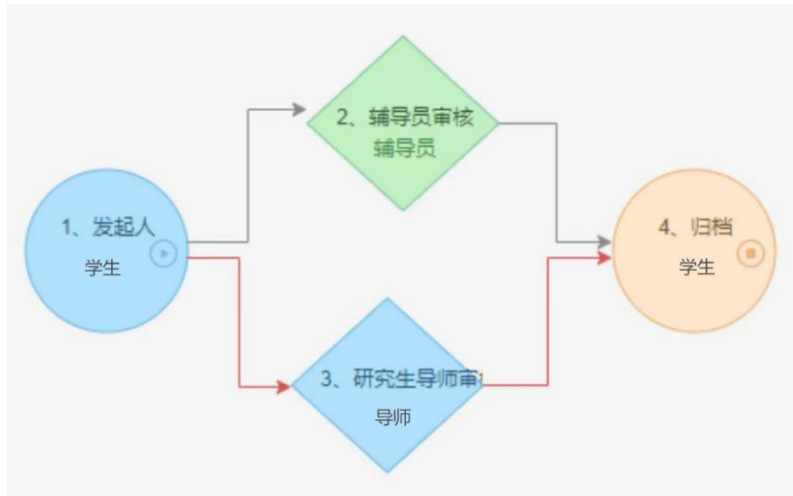 2、辅导员审核
辅导员
1、发起人
学生
4、归档
学生
3、研究生导师审
导师